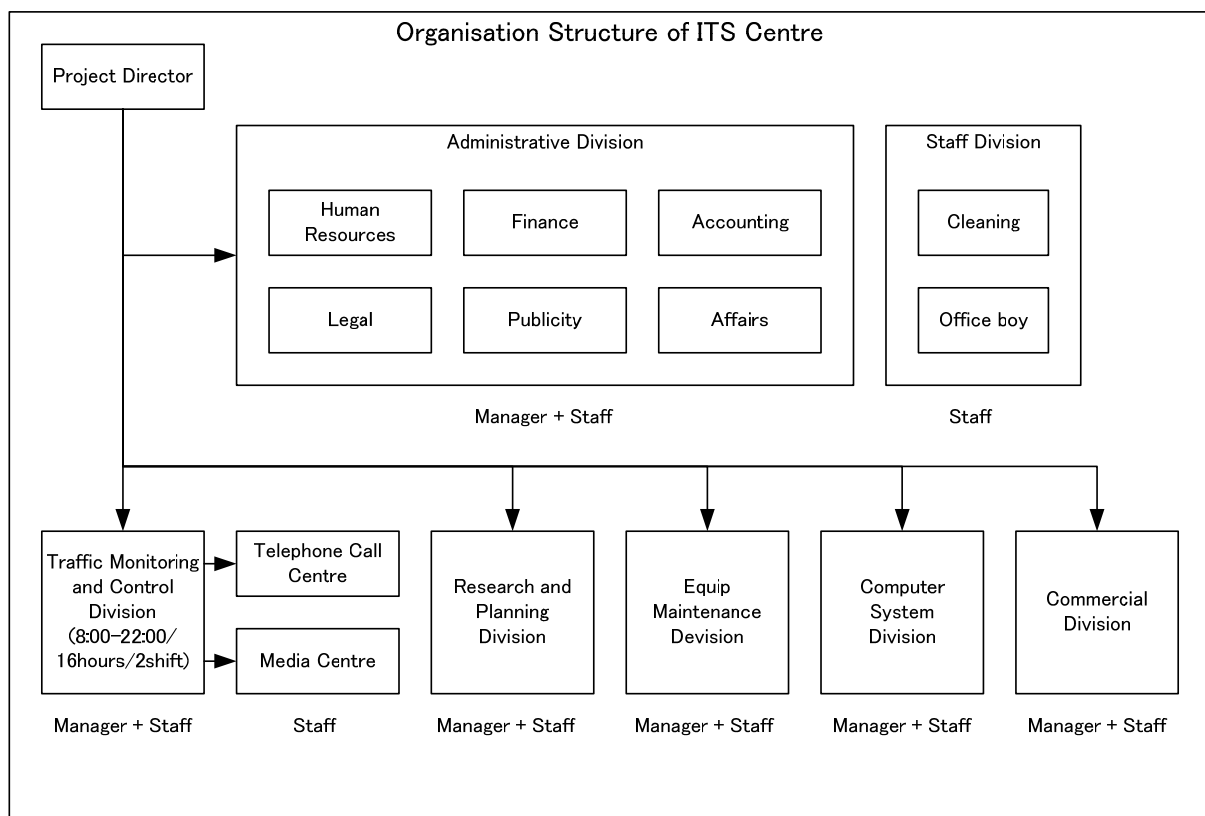 Organisation Structure of ITS Centre
Project Director
Administrative Division
Human
Resources
Finance
Accounting
Legal
Publicity
Affairs
Manager + Staff
Staff Division
Cleaning
Office boy
Staff
Traffic Monitoring
and Control
Division
(8:00-22:00/
16hours/2shift)
Manager + Staff
Telephone Call
Centre
Media Centre
Staff
Research and
Planning
Division
Manager + Staff
Equip
Maintenance
Devision
Manager + Staff
Computer
System
Division
Manager + Staff
Commercial
Division
Manager + Staff